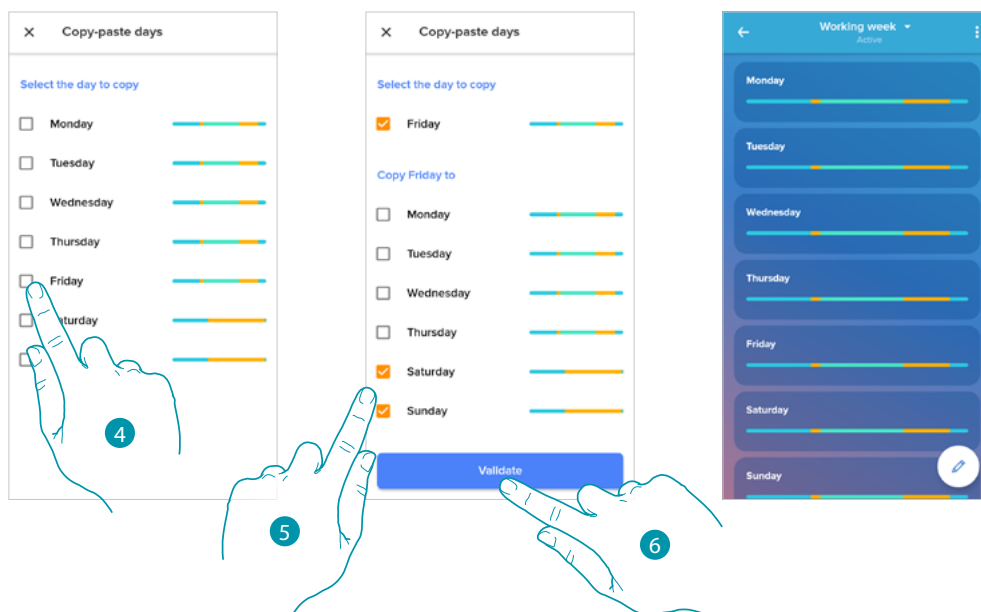 Copy-paste days
Select the day to copy
Monday
Tuesday
Wednesday
Thursday
Friday
aturday
4
Copy-paste days
Select the day to copy
Friday
Copy Friday to
Monday
Tuesday
Wednesday
Thursday
Saturday
Sunday
Validate
5
6
Working week
Active
Monday
Tuesday
Wednesday
Thursday
Friday
Saturday
Sunday